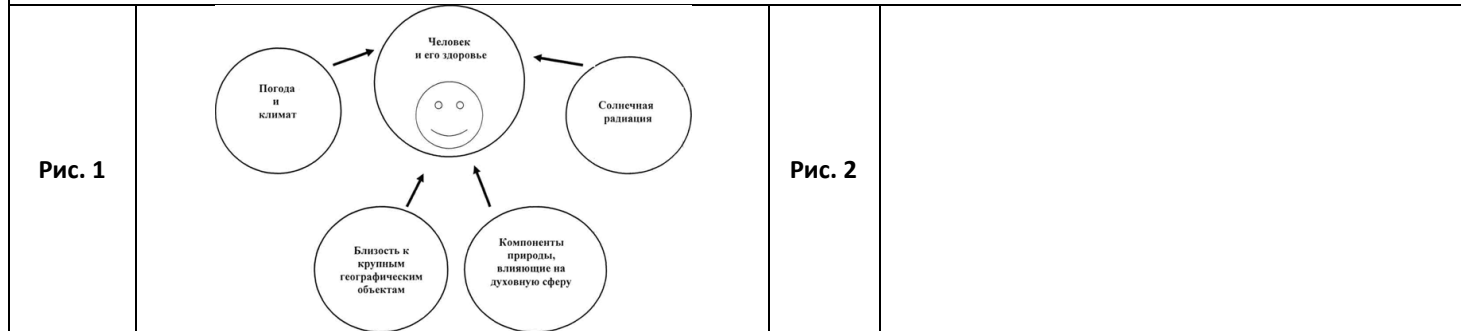 Рис. 1
Человек
и его здоровье
Погода
и
климат
Солнечная
радиация
Близость к
крупным
географическим
объектам
Компоненты
природы,
влияющие на
духовную сферу
Рис. 2